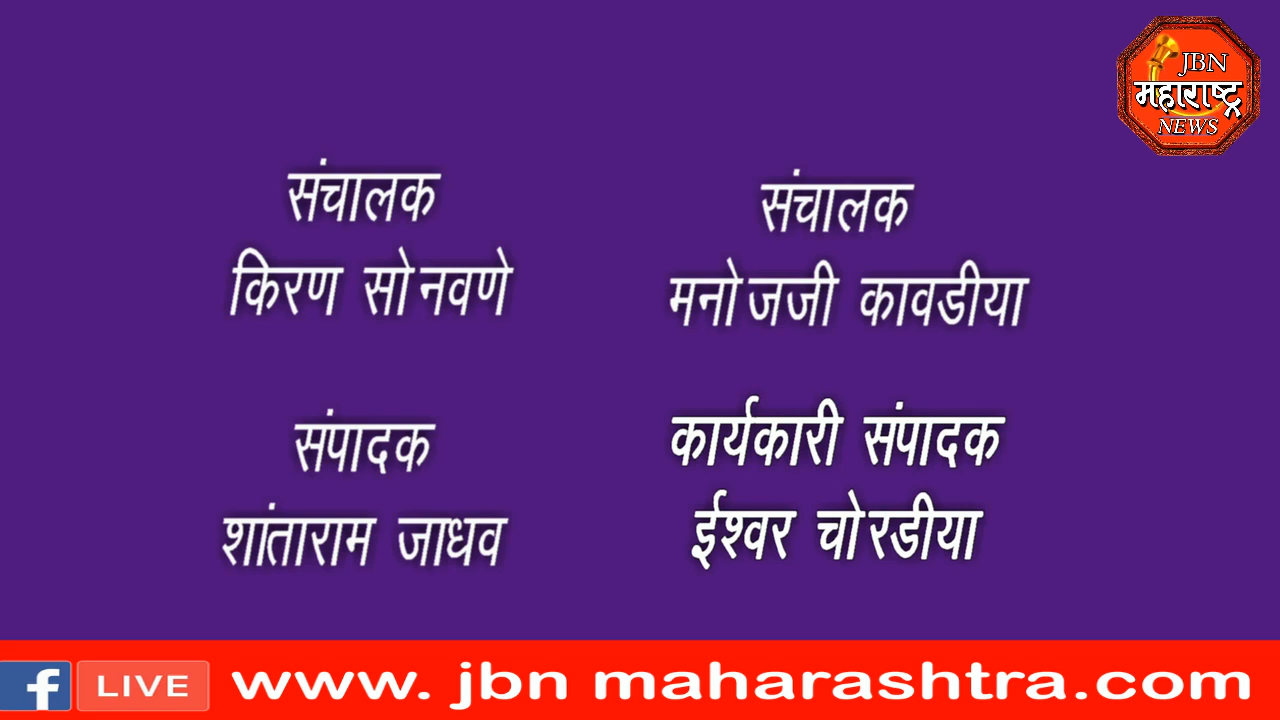 JBN
महाराष्ट्र
NEWS
संचालक
किरण सोनवणे
संचालक
मनोजजी कावडीया
संपादक
शांताराम जाधव
कार्यकारी संपादक
ईश्वर चोरडीया
f LIVE www. jbn maharashtra.com